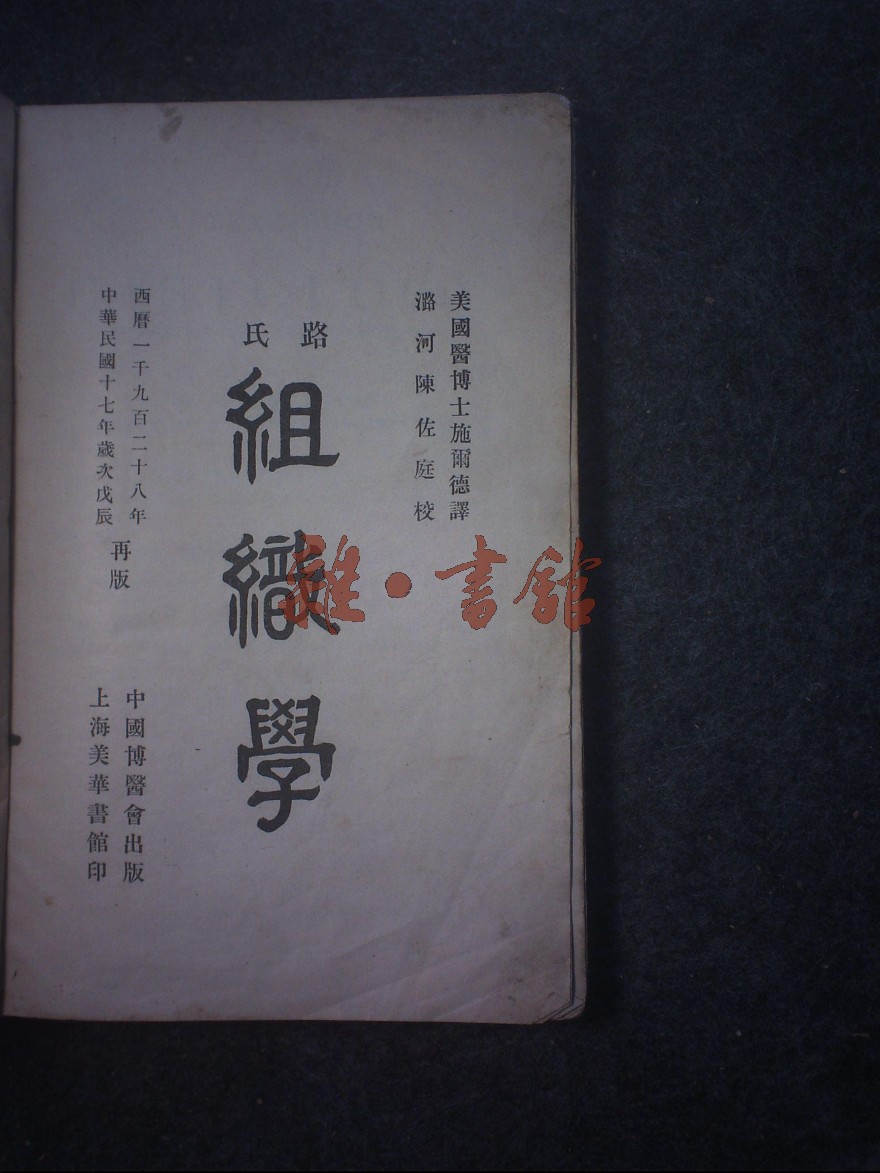 美國醫博士施爾德譯
潞河陳佐庭校
路氏
組織學
西曆一千九百二十八年
中華民國十七年歲次戊辰
再版
中國博醫會出版
上海美華書館印
雜·書館